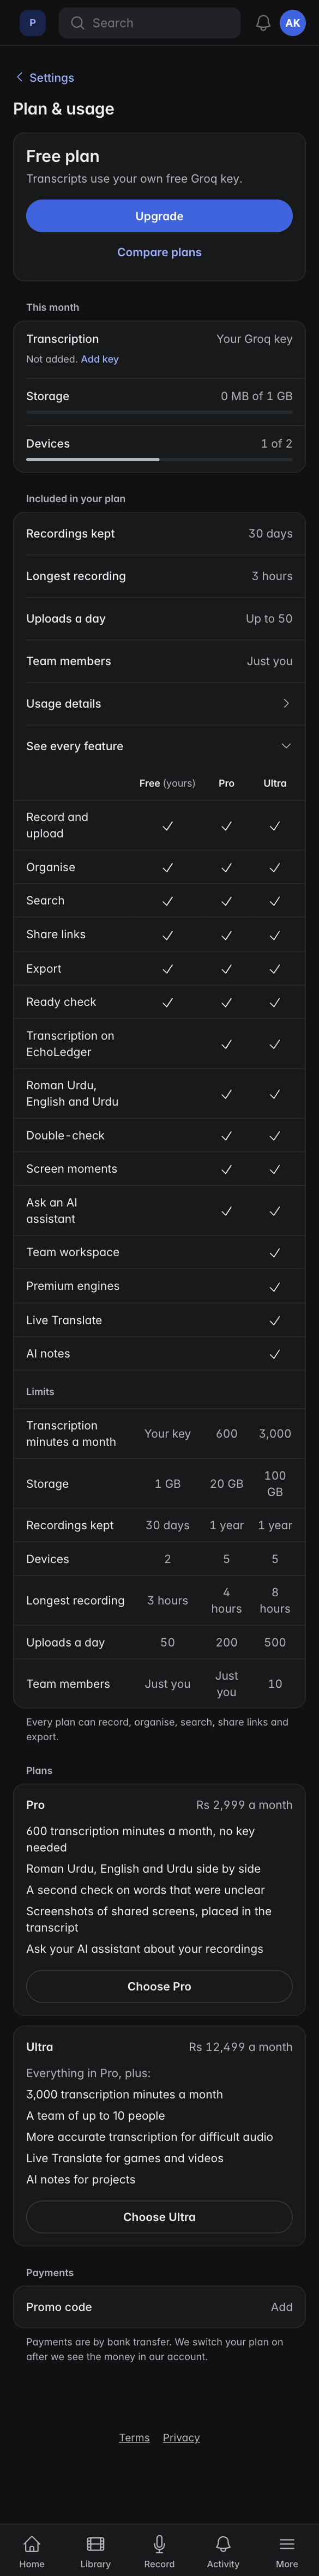 P
Search
AK
Settings
Plan & usage
Free plan
Transcripts use your own free Groq key.
Upgrade
Compare plans
This month
Transcription Your Groq key
Not added. Add key
Storage 0 MB of 1 GB
Devices 1 of 2
Included in your plan
Recordings kept 30 days
Longest recording 3 hours
Uploads a day Up to 50
Team members Just you
Usage details
See every feature
Free (yours) Pro Ultra
Record and
upload
Organise
Search
Share links
Export
Ready check
Transcription on
EchoLedger
Roman Urdu,
English and Urdu
Double-check
Screen moments
Ask an AI
assistant
Team workspace
Premium engines
Live Translate
AI notes
Limits
Transcription
minutes a month Your key 600 3,000
Storage 1 GB 20 GB 100
GB
Recordings kept 30 days 1 year 1 year
Devices 2 5 5
Longest recording 3 hours 4
hours 8
hours
Uploads a day 50 200 500
Team members Just you Just
you 10
Every plan can record, organise, search, share links and
export.
Plans
Pro Rs 2,999 a month
600 transcription minutes a month, no key
needed
Roman Urdu, English and Urdu side by side
A second check on words that were unclear
Screenshots of shared screens, placed in the
transcript
Ask your AI assistant about your recordings
Choose Pro
Ultra Rs 12,499 a month
Everything in Pro, plus:
3,000 transcription minutes a month
A team of up to 10 people
More accurate transcription for difficult audio
Live Translate for games and videos
AI notes for projects
Choose Ultra
Payments
Promo code Add
Payments are by bank transfer. We switch your plan on
after we see the money in our account.
Terms Privacy
Home Library Record Activity More